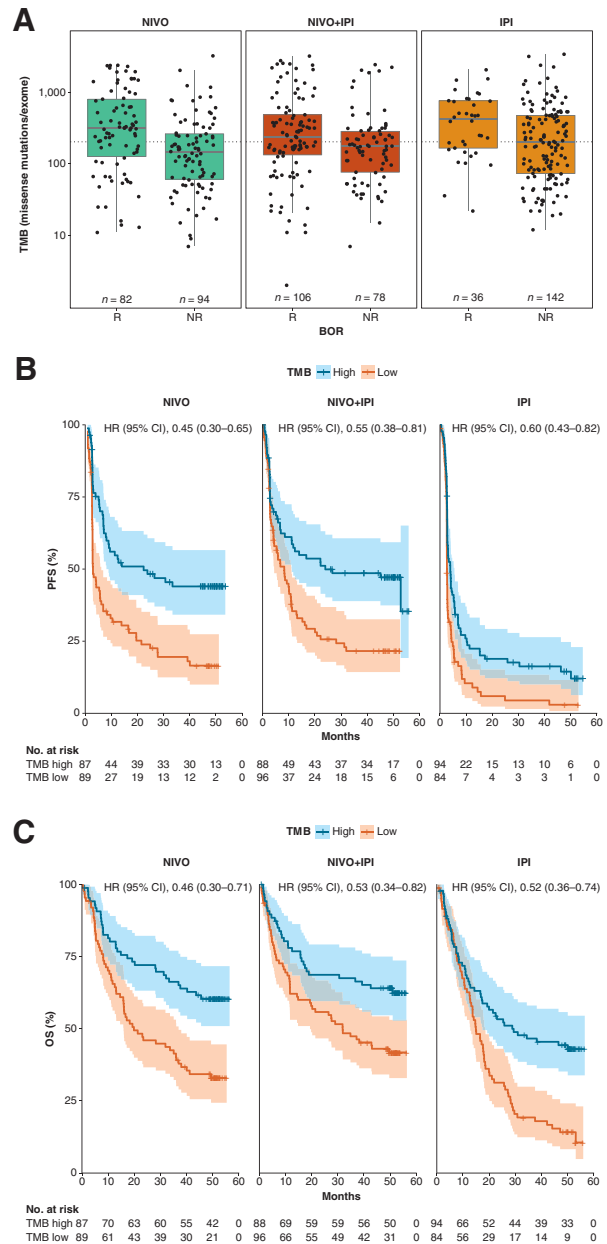 A
NIVO NIVO+IPI IPI
TMB (missense mutations/exome)
1,000
100
10
n = 82 n = 94 n = 106 n = 78 n = 36 n = 142
R NR R NR R NR
BOR
B
TMB High Low
NIVO NIVO+IPI IPI
HR (95% CI), 0.45 (0.30–0.65) HR (95% CI), 0.55 (0.38–0.81) HR (95% CI), 0.60 (0.43–0.82)
PFS (%)
100
75
50
25
0
0 10 20 30 40 50 60 0 10 20 30 40 50 60 0 10 20 30 40 50 60
Months
No. at risk
TMB high 87 44 39 33 30 13 0 88 49 43 37 34 17 0 94 22 15 13 10 6 0
TMB low 89 27 19 13 12 2 0 96 37 24 18 15 6 0 84 7 4 3 3 1 0
C
TMB High Low
NIVO NIVO+IPI IPI
HR (95% CI), 0.46 (0.30–0.71) HR (95% CI), 0.53 (0.34–0.82) HR (95% CI), 0.52 (0.36–0.74)
OS (%)
100
75
50
25
0
0 10 20 30 40 50 60 0 10 20 30 40 50 60 0 10 20 30 40 50 60
Months
No. at risk
TMB high 87 70 63 60 55 42 0 88 69 59 59 56 50 0 94 66 52 44 39 33 0
TMB low 89 61 43 39 30 21 0 96 66 55 49 42 31 0 84 56 29 17 14 9 0